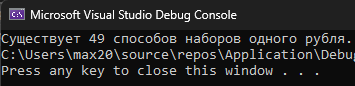 Microsoft Visual Studio Debug Console
Существует 49 способов наборов одного рубля.
C:\Users\max20\source\repos\Application\Debu
Press any key to close this window . . .